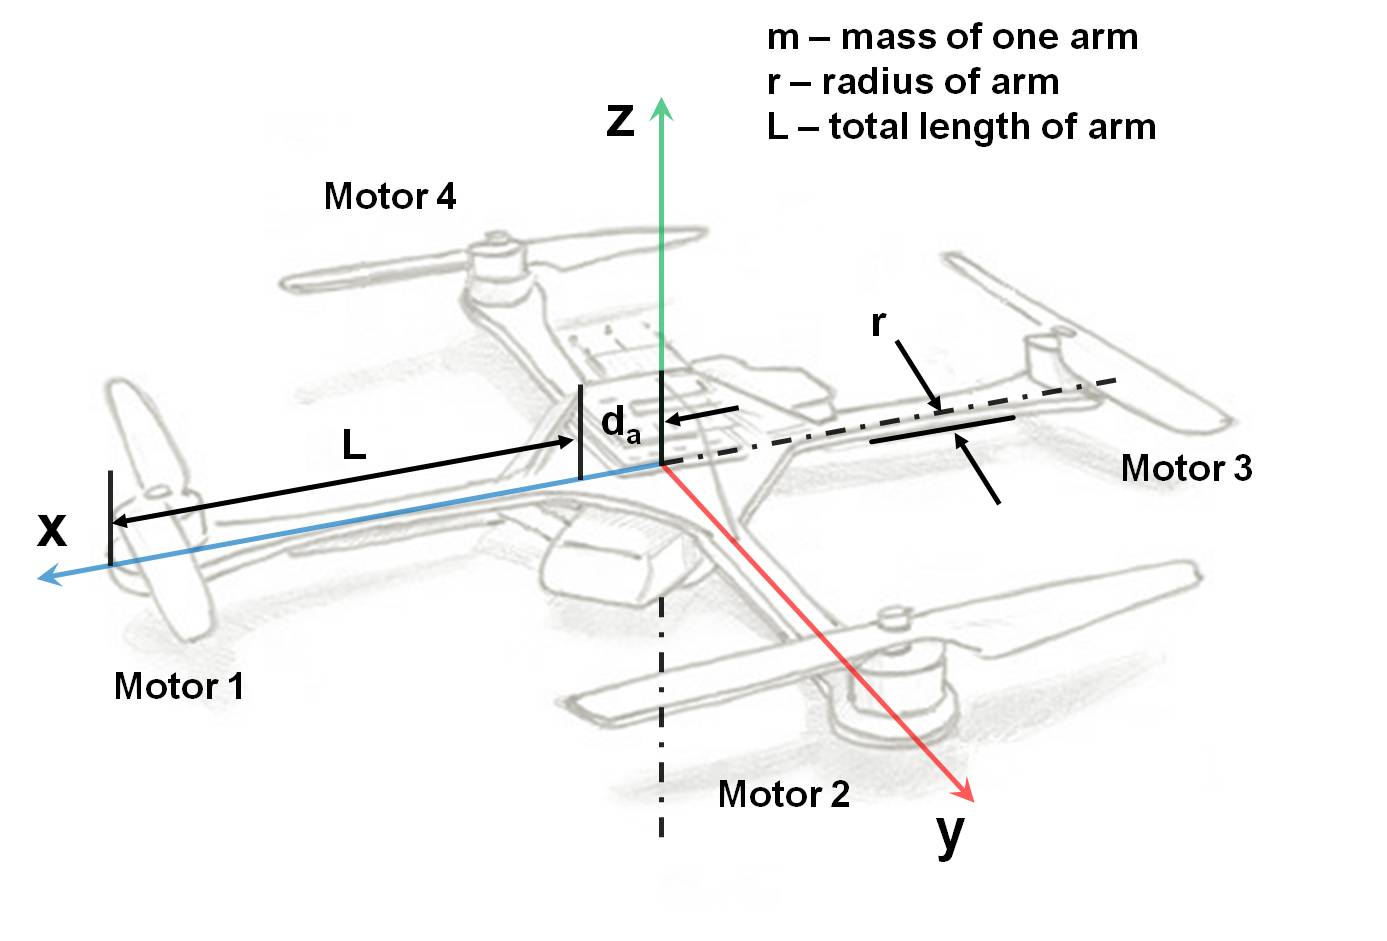 m – mass of one arm
r – radius of arm
L – total length of arm
z
Motor 4
r
da
L
Motor 3
x
Motor 1
Motor 2
y